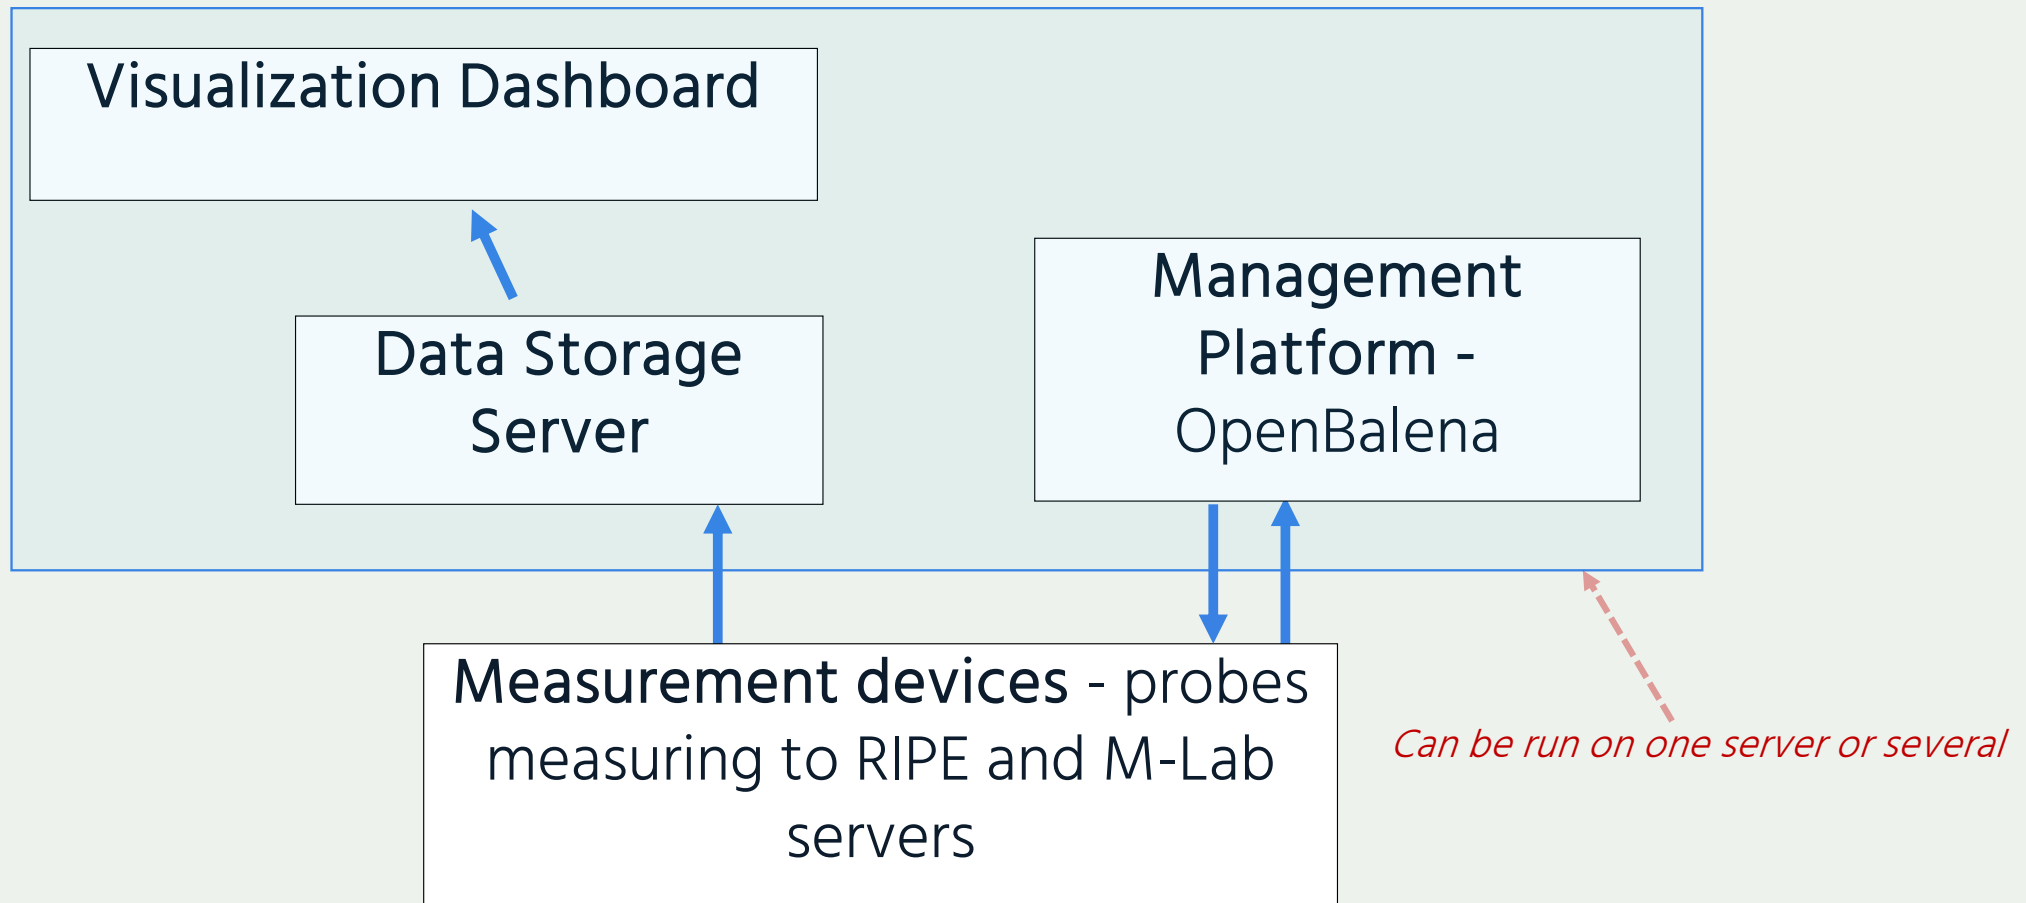 Visualization Dashboard
Data Storage
Server
Management
Platform -
OpenBalena
Measurement devices - probes
measuring to RIPE and M-Lab
servers
Can be run on one server or several